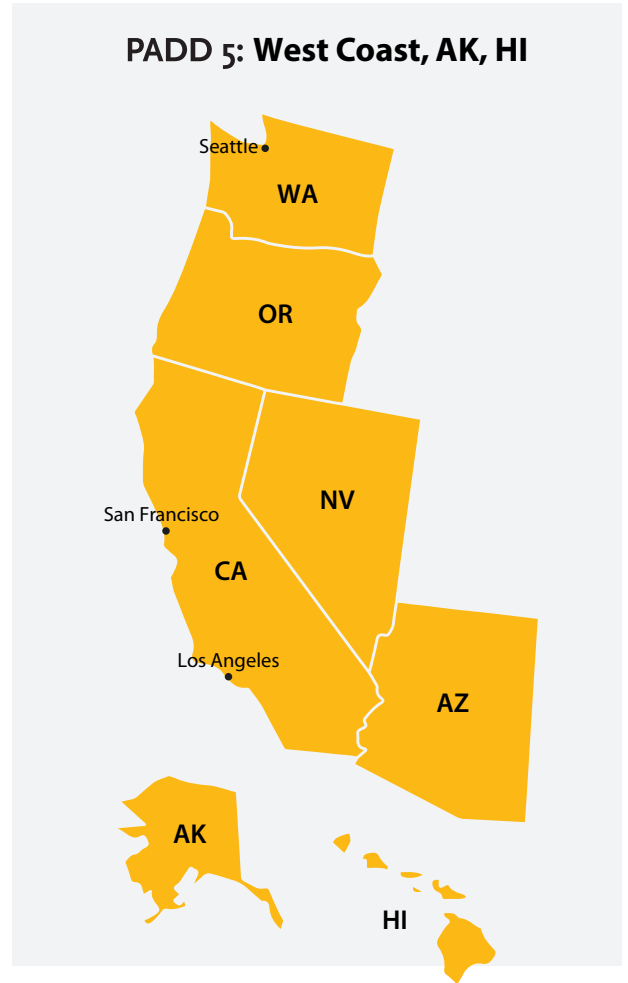 PADD 5: West Coast, AK, HI
Seattle
WA
OR
NV
San Francisco
CA
Los Angeles
AZ
AK
HI